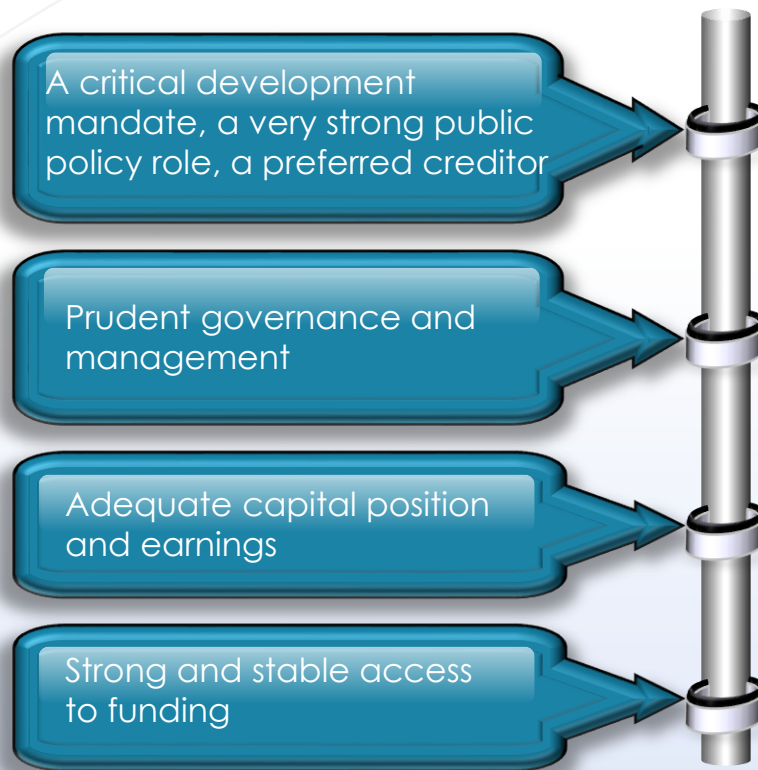 A critical development
mandate, a very strong public
policy role, a preferred creditor
Prudent governance and
management
Adequate capital position
and earnings
Strong and stable access
to funding